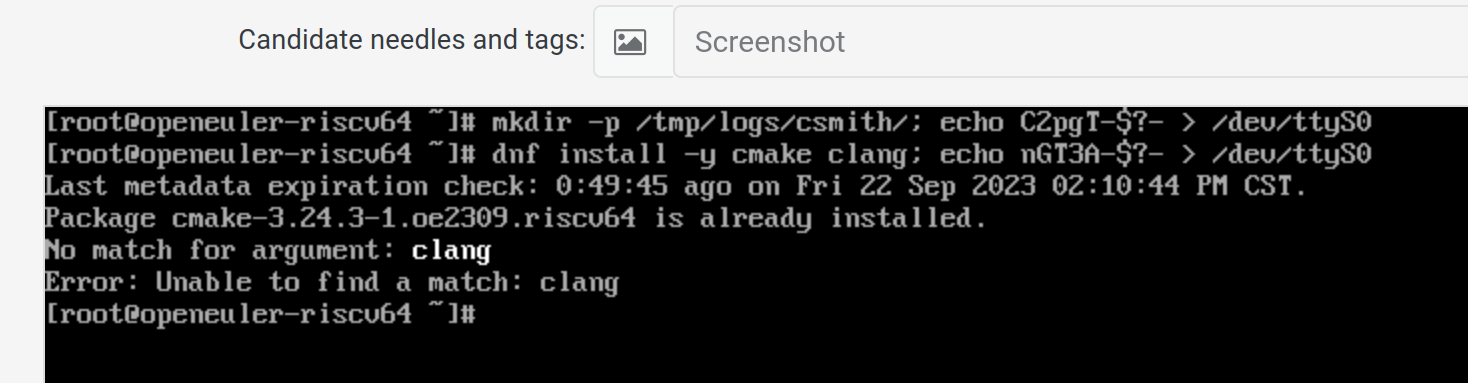 Candidate needles and tags: Screenshot
[root@openeuler-riscv64 ~]# mkdir -p /tmp/logs/csmith/; echo C2pgT-$?- > /dev/ttyS0
[root@openeuler-riscv64 ~]# dnf install -y cmake clang; echo nGT3A-$?- > /dev/ttyS0
Last metadata expiration check: 0:49:45 ago on Fri 22 Sep 2023 02:10:44 PM CST.
Package cmake-3.24.3-1.oe2309.riscv64 is already installed.
No match for argument: clang
Error: Unable to find a match: clang
[root@openeuler-riscv64 ~]#